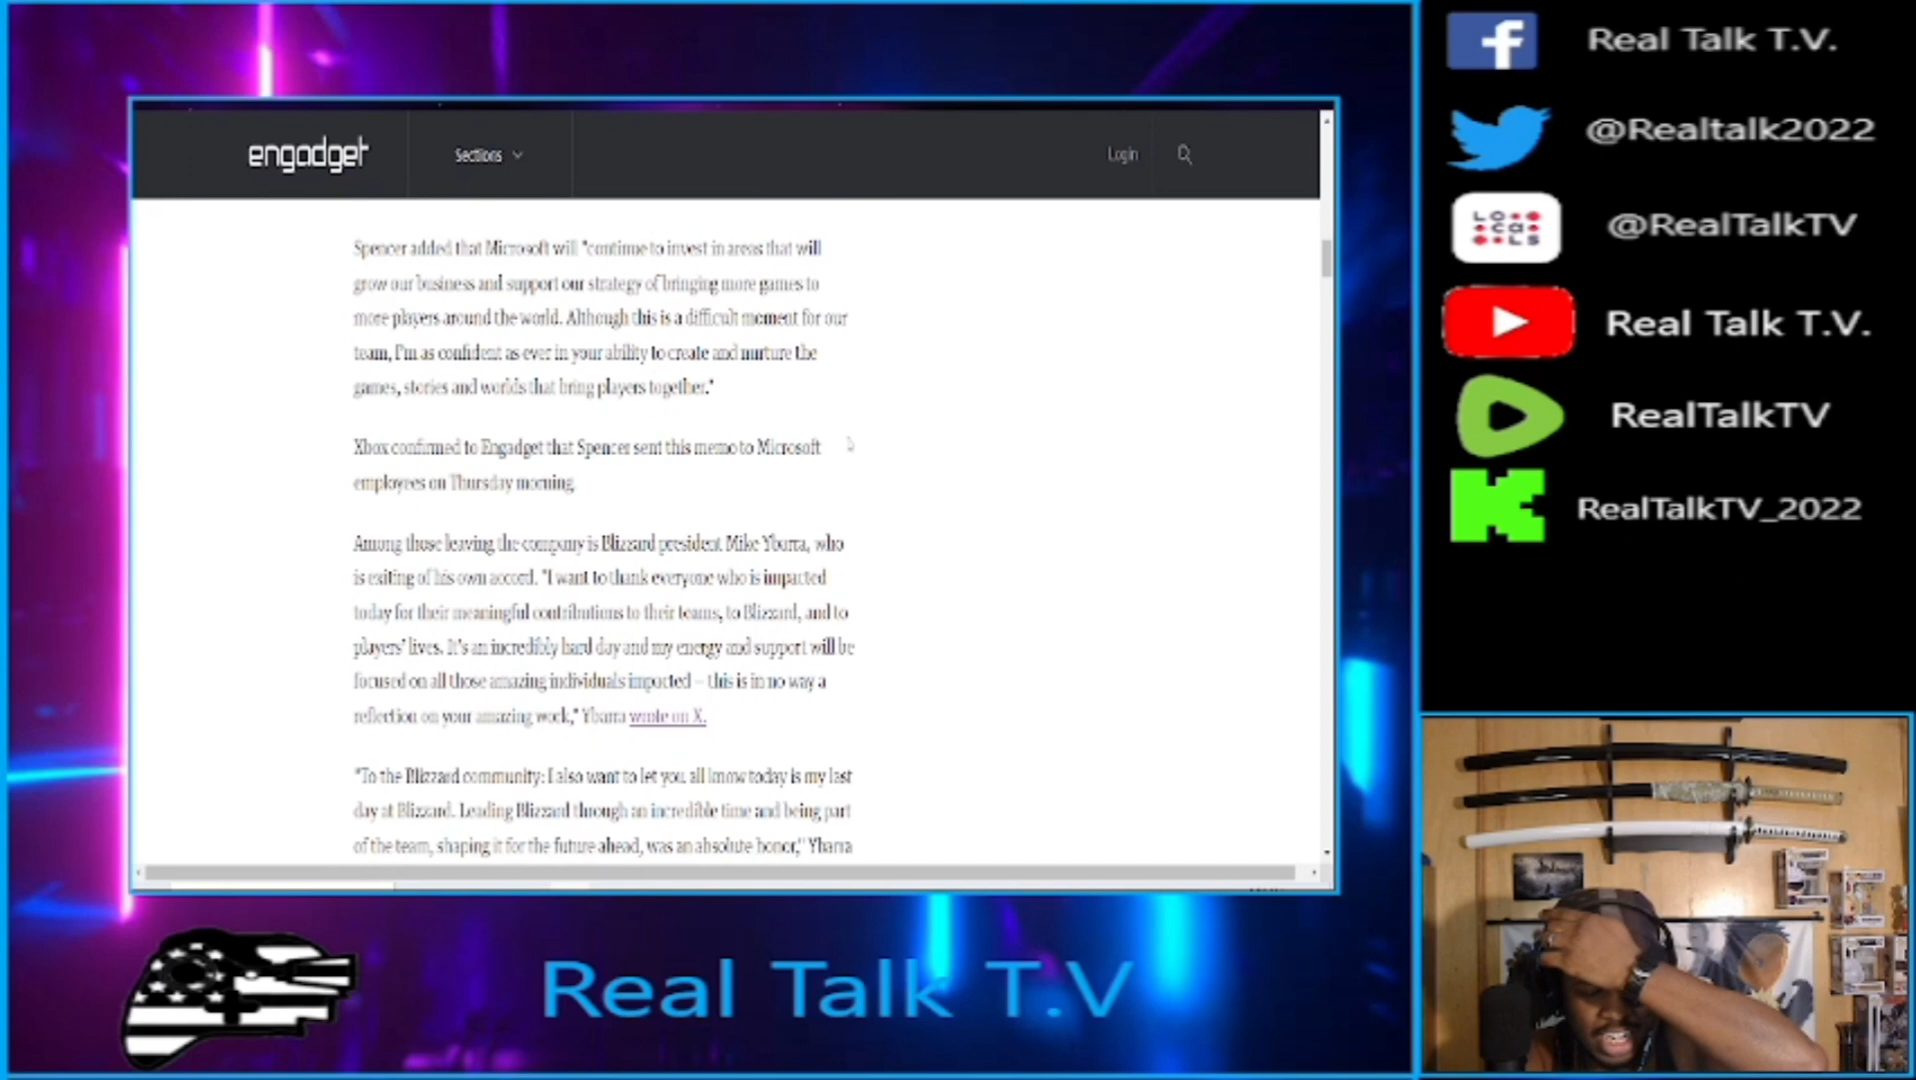 engadget
Sections
Login
Spencer added that Microsoft will "continue to invest in areas that will
grow our business and support our strategy of bringing more games to
more players around the world. Although this is a difficult moment for our
team, I'm as confident as ever in your ability to create and nurture the
games, stories and worlds that bring players together."
Xbox confirmed to Engadget that Spencer sent this memo to Microsoft
employees on Thursday morning.
Among those leaving the company is Blizzard president Mike Ybarra, who
is exiting of his own accord. "I want to thank everyone who is impacted
today for their meaningful contributions to their teams, to Blizzard, and to
players' lives. It's an incredibly hard day and my energy and support will be
focused on all those amazing individuals impacted – this is in no way a
reflection on your amazing work," Ybarra wrote on X.
"To the Blizzard community: I also want to let you all know today is my last
day at Blizzard. Leading Blizzard through an incredible time and being part
of the team, shaping it for the future ahead, was an absolute honor," Ybarra
Real Talk T.V
f Real Talk T.V.
@Realtalk2022
LOcaLS @RealTalkTV
Real Talk T.V.
RealTalkTV
K RealTalkTV_2022